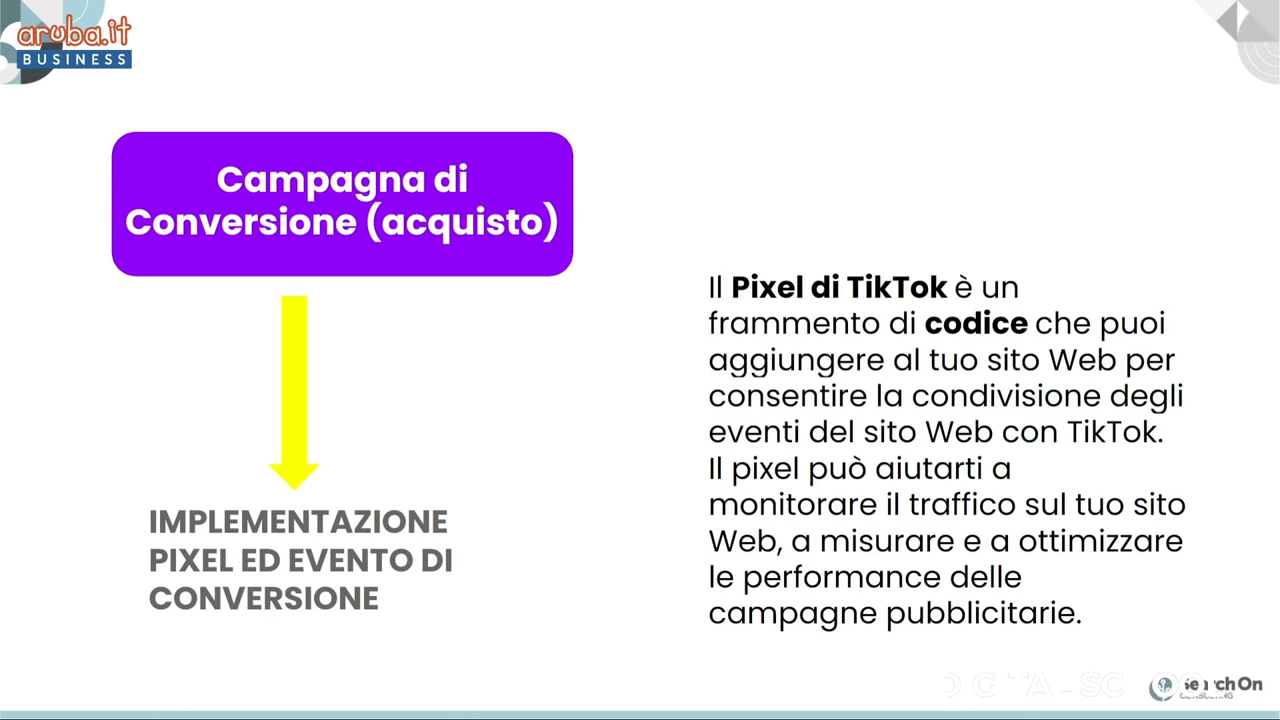 aruba.it
BUSINESS
Campagna di
Conversione (acquisto)
IMPLEMENTAZIONE
PIXEL ED EVENTO DI
CONVERSIONE
Il Pixel di TikTok è un
frammento di codice che puoi
aggiungere al tuo sito Web per
consentire la condivisione degli
eventi del sito Web con TikTok.
Il pixel può aiutarti a
monitorare il traffico sul tuo sito
Web, a misurare e a ottimizzare
le performance delle
campagne pubblicitarie.
SearchOn
CONSULTING